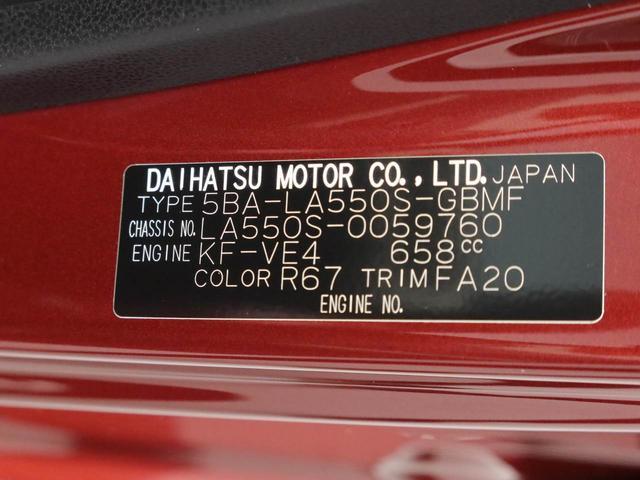 DAIHATSU MOTOR CO., LTD. JAPAN
TYPE 5BA-LA550S-GBMF
CHASSIS NO. LA550S-0059760
ENGINE KF-VE4 658cc
COLOR R67 TRIM FA20
ENGINE NO.